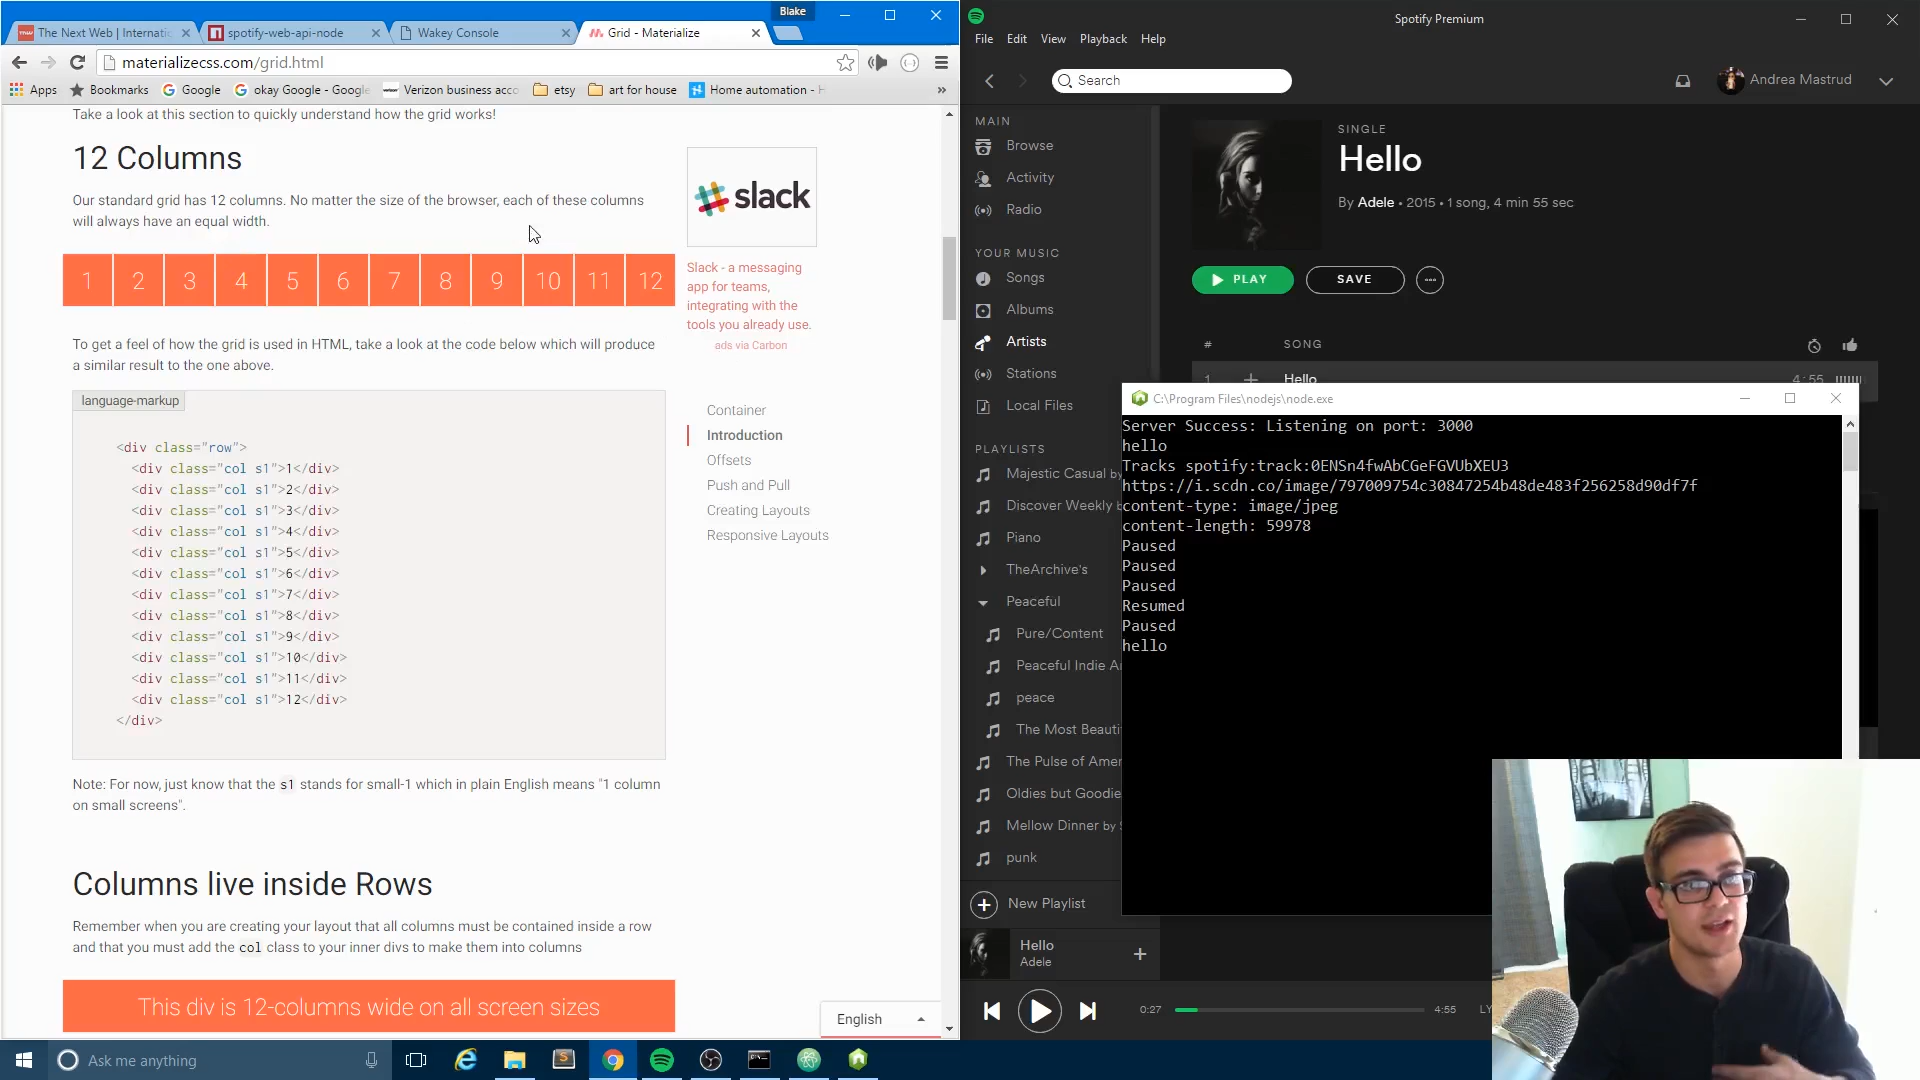 Blake
The Next Web | Internatio
spotify-web-api-node
Wakey Console
Grid - Materialize
materializecss.com/grid.html
Apps
Bookmarks
Google
okay Google - Google
Verizon business acco
etsy
art for house
Home automation - H
»
Take a look at this section to quickly understand how the grid works!
12 Columns
Our standard grid has 12 columns. No matter the size of the browser, each of these columns
will always have an equal width.
1 2 3 4 5 6 7 8 9 10 11 12
To get a feel of how the grid is used in HTML, take a look at the code below which will produce
a similar result to the one above.
language-markup
<div class="row">
<div class="col s1">1</div>
<div class="col s1">2</div>
<div class="col s1">3</div>
<div class="col s1">4</div>
<div class="col s1">5</div>
<div class="col s1">6</div>
<div class="col s1">7</div>
<div class="col s1">8</div>
<div class="col s1">9</div>
<div class="col s1">10</div>
<div class="col s1">11</div>
<div class="col s1">12</div>
</div>
Note: For now, just know that the s1 stands for small-1 which in plain English means "1 column
on small screens".
Columns live inside Rows
Remember when you are creating your layout that all columns must be contained inside a row
and that you must add the col class to your inner divs to make them into columns
This div is 12-columns wide on all screen sizes
slack
Slack - a messaging
app for teams,
integrating with the
tools you already use.
ads via Carbon
Container
Introduction
Offsets
Push and Pull
Creating Layouts
Responsive Layouts
English
Spotify Premium
File Edit View Playback Help
Search
Andrea Mastrud
MAIN
Browse
Activity
Radio
YOUR MUSIC
Songs
Albums
Artists
Stations
Local Files
PLAYLISTS
Majestic Casual by
Discover Weekly b
Piano
TheArchive's
Peaceful
Pure/Content
Peaceful Indie A
peace
The Most Beauti
The Pulse of Amer
Oldies but Goodie
Mellow Dinner by S
punk
New Playlist
Hello
Adele
SINGLE
Hello
By Adele • 2015 • 1 song, 4 min 55 sec
PLAY
SAVE
# SONG
1 Hello 4:55
C:\Program Files\nodejs\node.exe
Server Success: Listening on port: 3000
hello
Tracks spotify:track:0ENSn4fwAbCGeFGVUbXEU3
https://i.scdn.co/image/797009754c30847254b48de483f256258d90df7f
content-type: image/jpeg
content-length: 59978
Paused
Paused
Paused
Resumed
Paused
hello
0:27
4:55
LY
Ask me anything